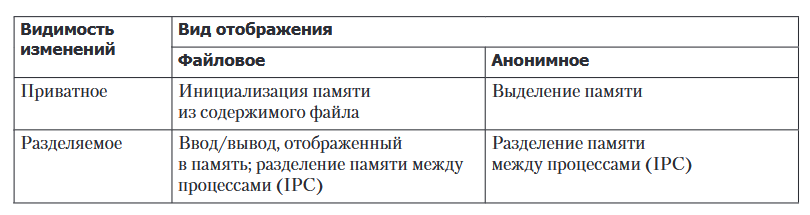 Видимость изменений
Вид отображения
Файловое
Анонимное
Приватное
Инициализация памяти
из содержимого файла
Выделение памяти
Разделяемое
Ввод/вывод, отображенный
в память; разделение памяти между
процессами (IPC)
Разделение памяти
между процессами (IPC)